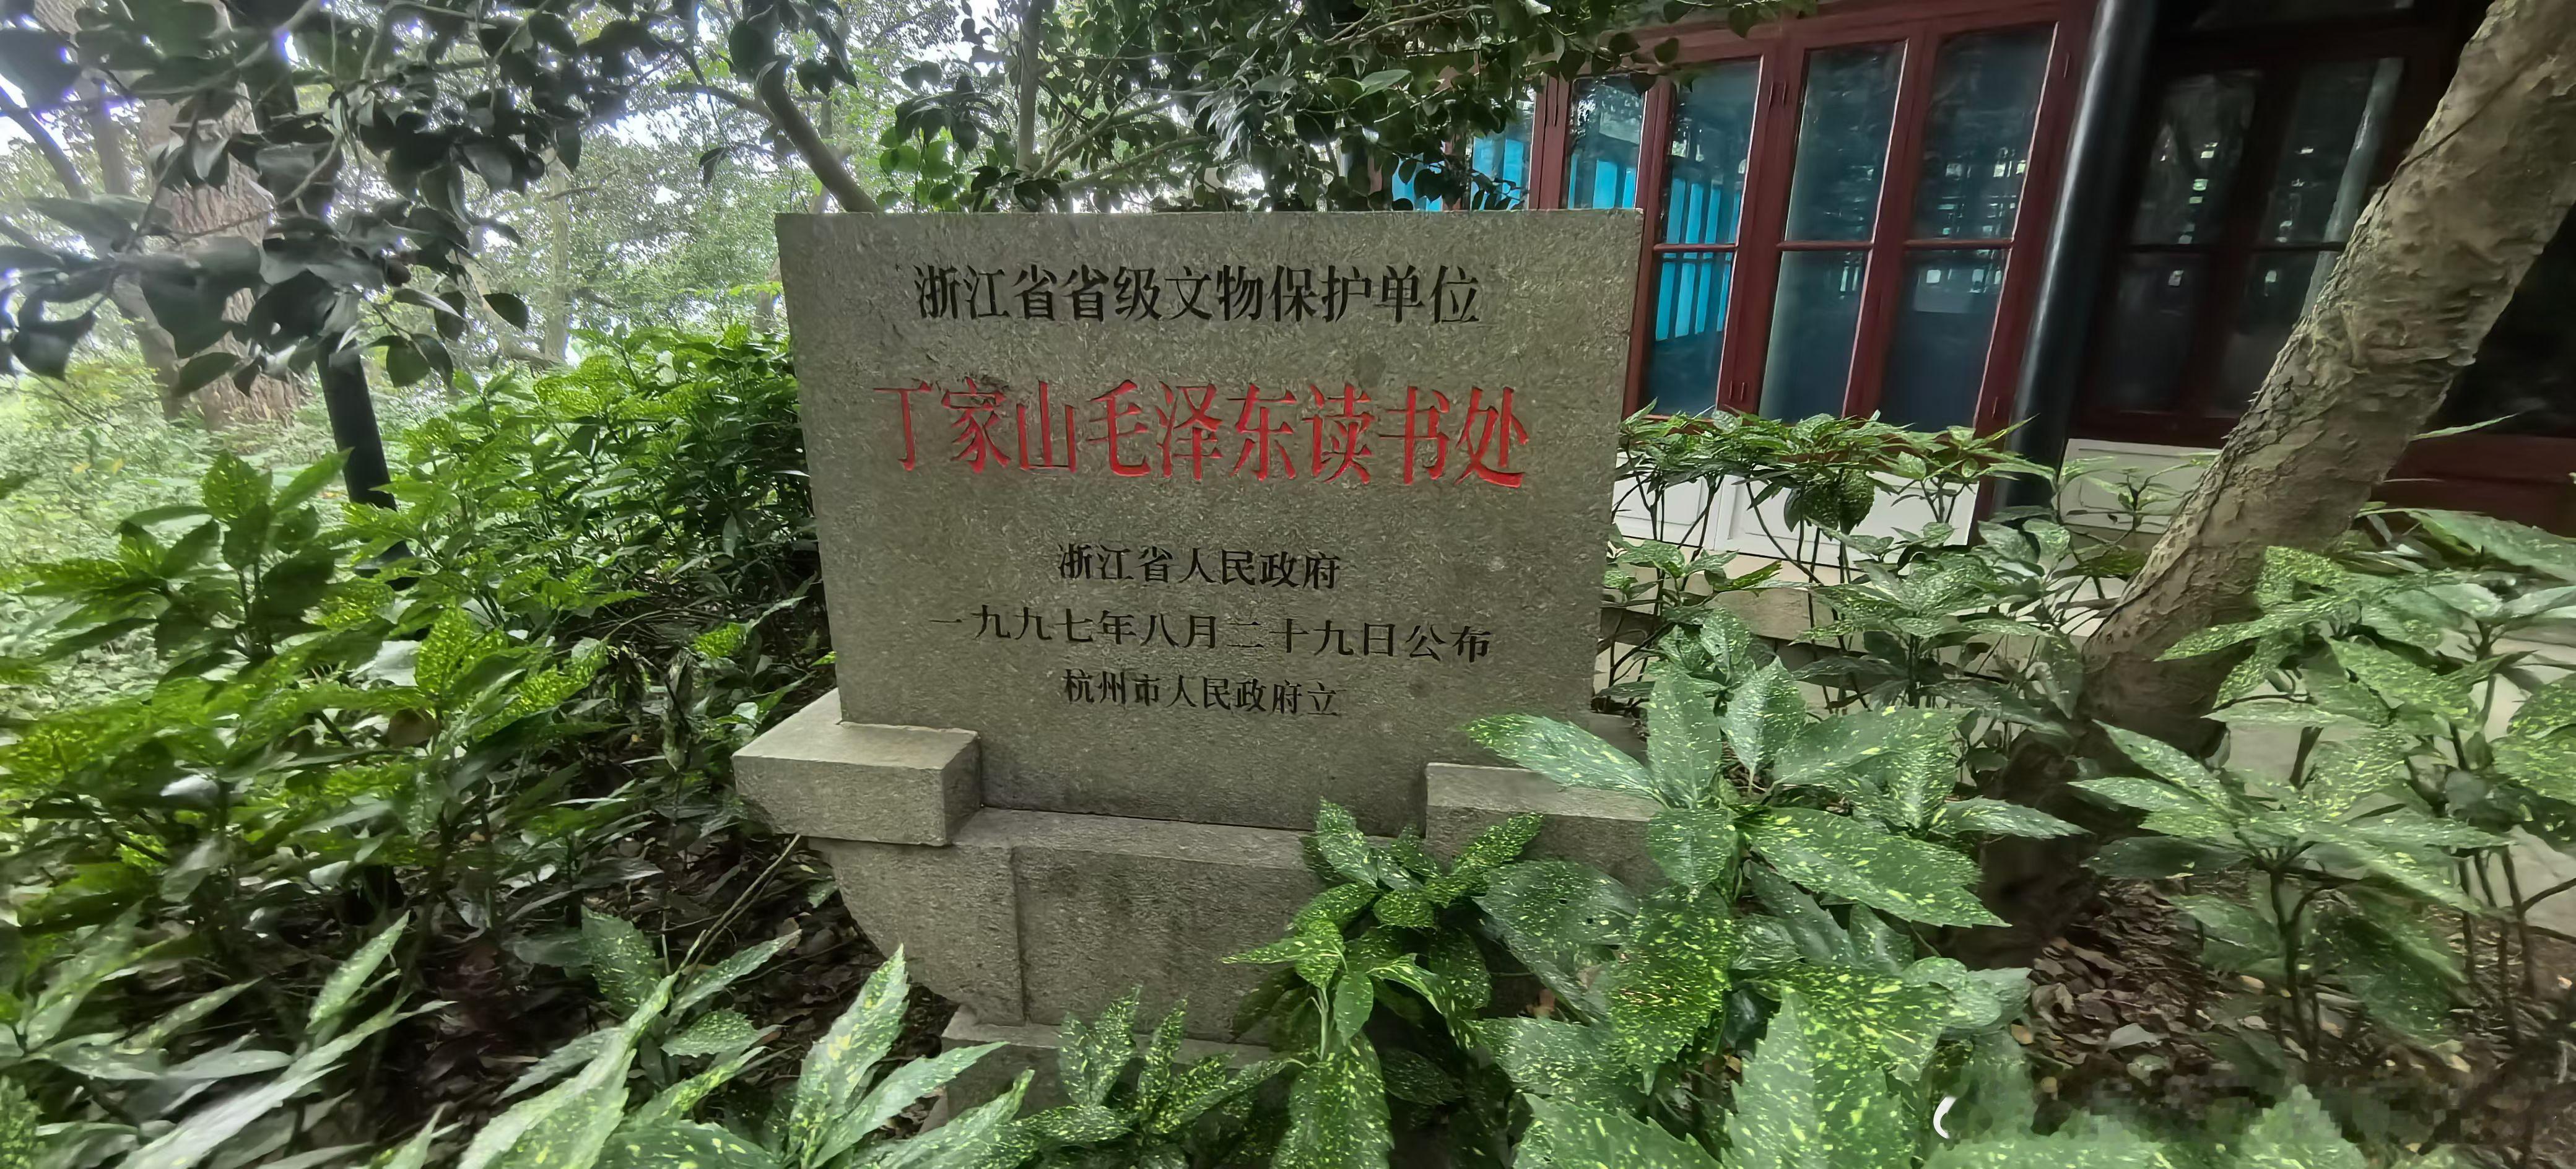 浙江省省级文物保护单位
丁家山毛泽东读书处
浙江省人民政府
一九九七年八月二十九日公布
杭州市人民政府立